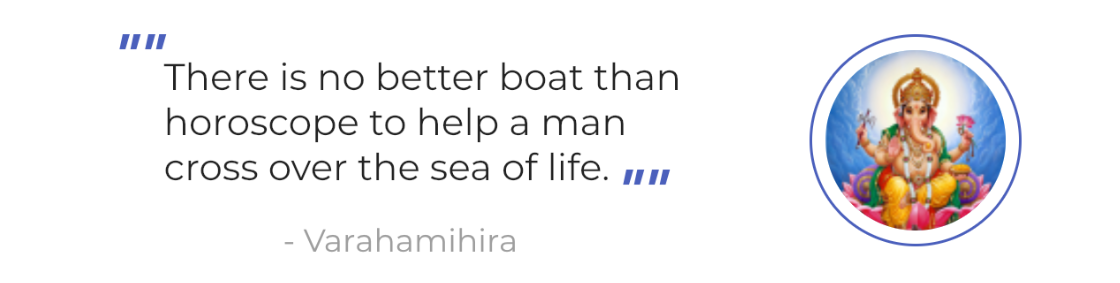 ""
There is no better boat than
horoscope to help a man
cross over the sea of life. ""
- Varahamihira